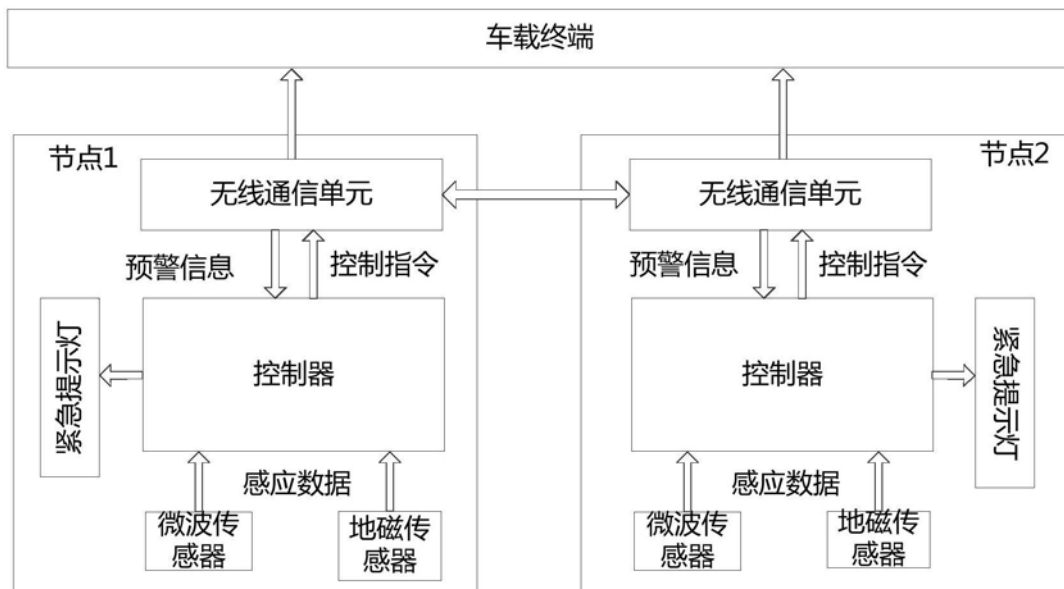 车载终端
节点1
节点2
无线通信单元
无线通信单元
预警信息
控制指令
预警信息
控制指令
紧急提示灯
控制器
控制器
紧急提示灯
感应数据
感应数据
微波传
感器
地磁传
感器
微波传
感器
地磁传
感器